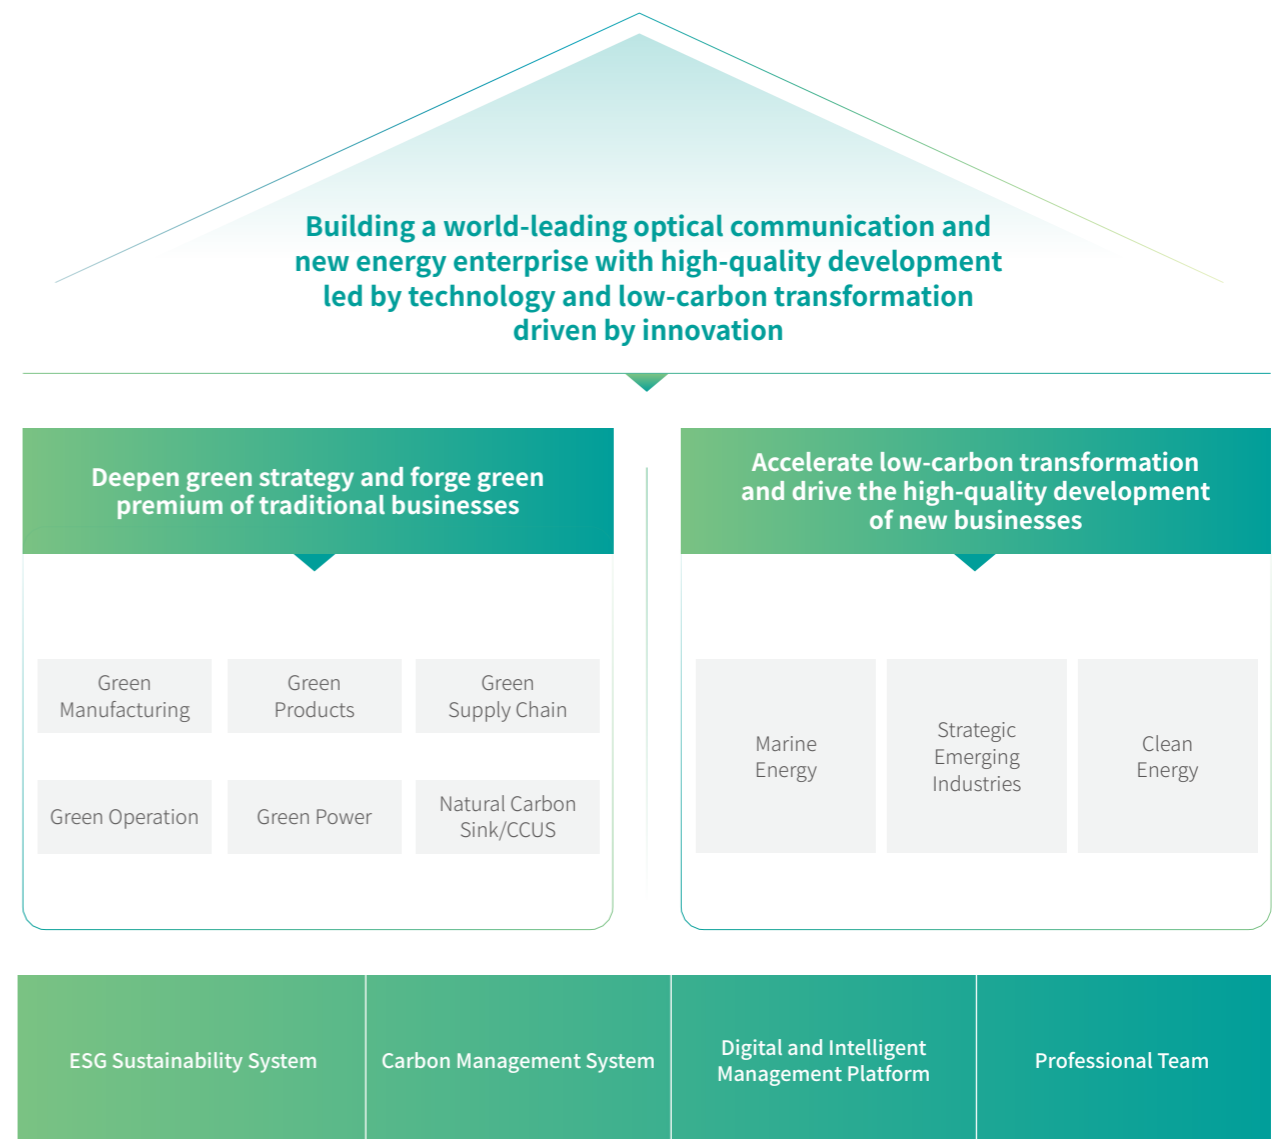 Building a world-leading optical communication and
new energy enterprise with high-quality development
led by technology and low-carbon transformation
driven by innovation
Deepen green strategy and forge green
premium of traditional businesses
Green
Manufacturing
Green
Products
Green
Supply Chain
Green Operation
Green Power
Natural Carbon
Sink/CCUS
Accelerate low-carbon transformation
and drive the high-quality development
of new businesses
Marine
Energy
Strategic
Emerging
Industries
Clean
Energy
ESG Sustainability System
Carbon Management System
Digital and Intelligent
Management Platform
Professional Team